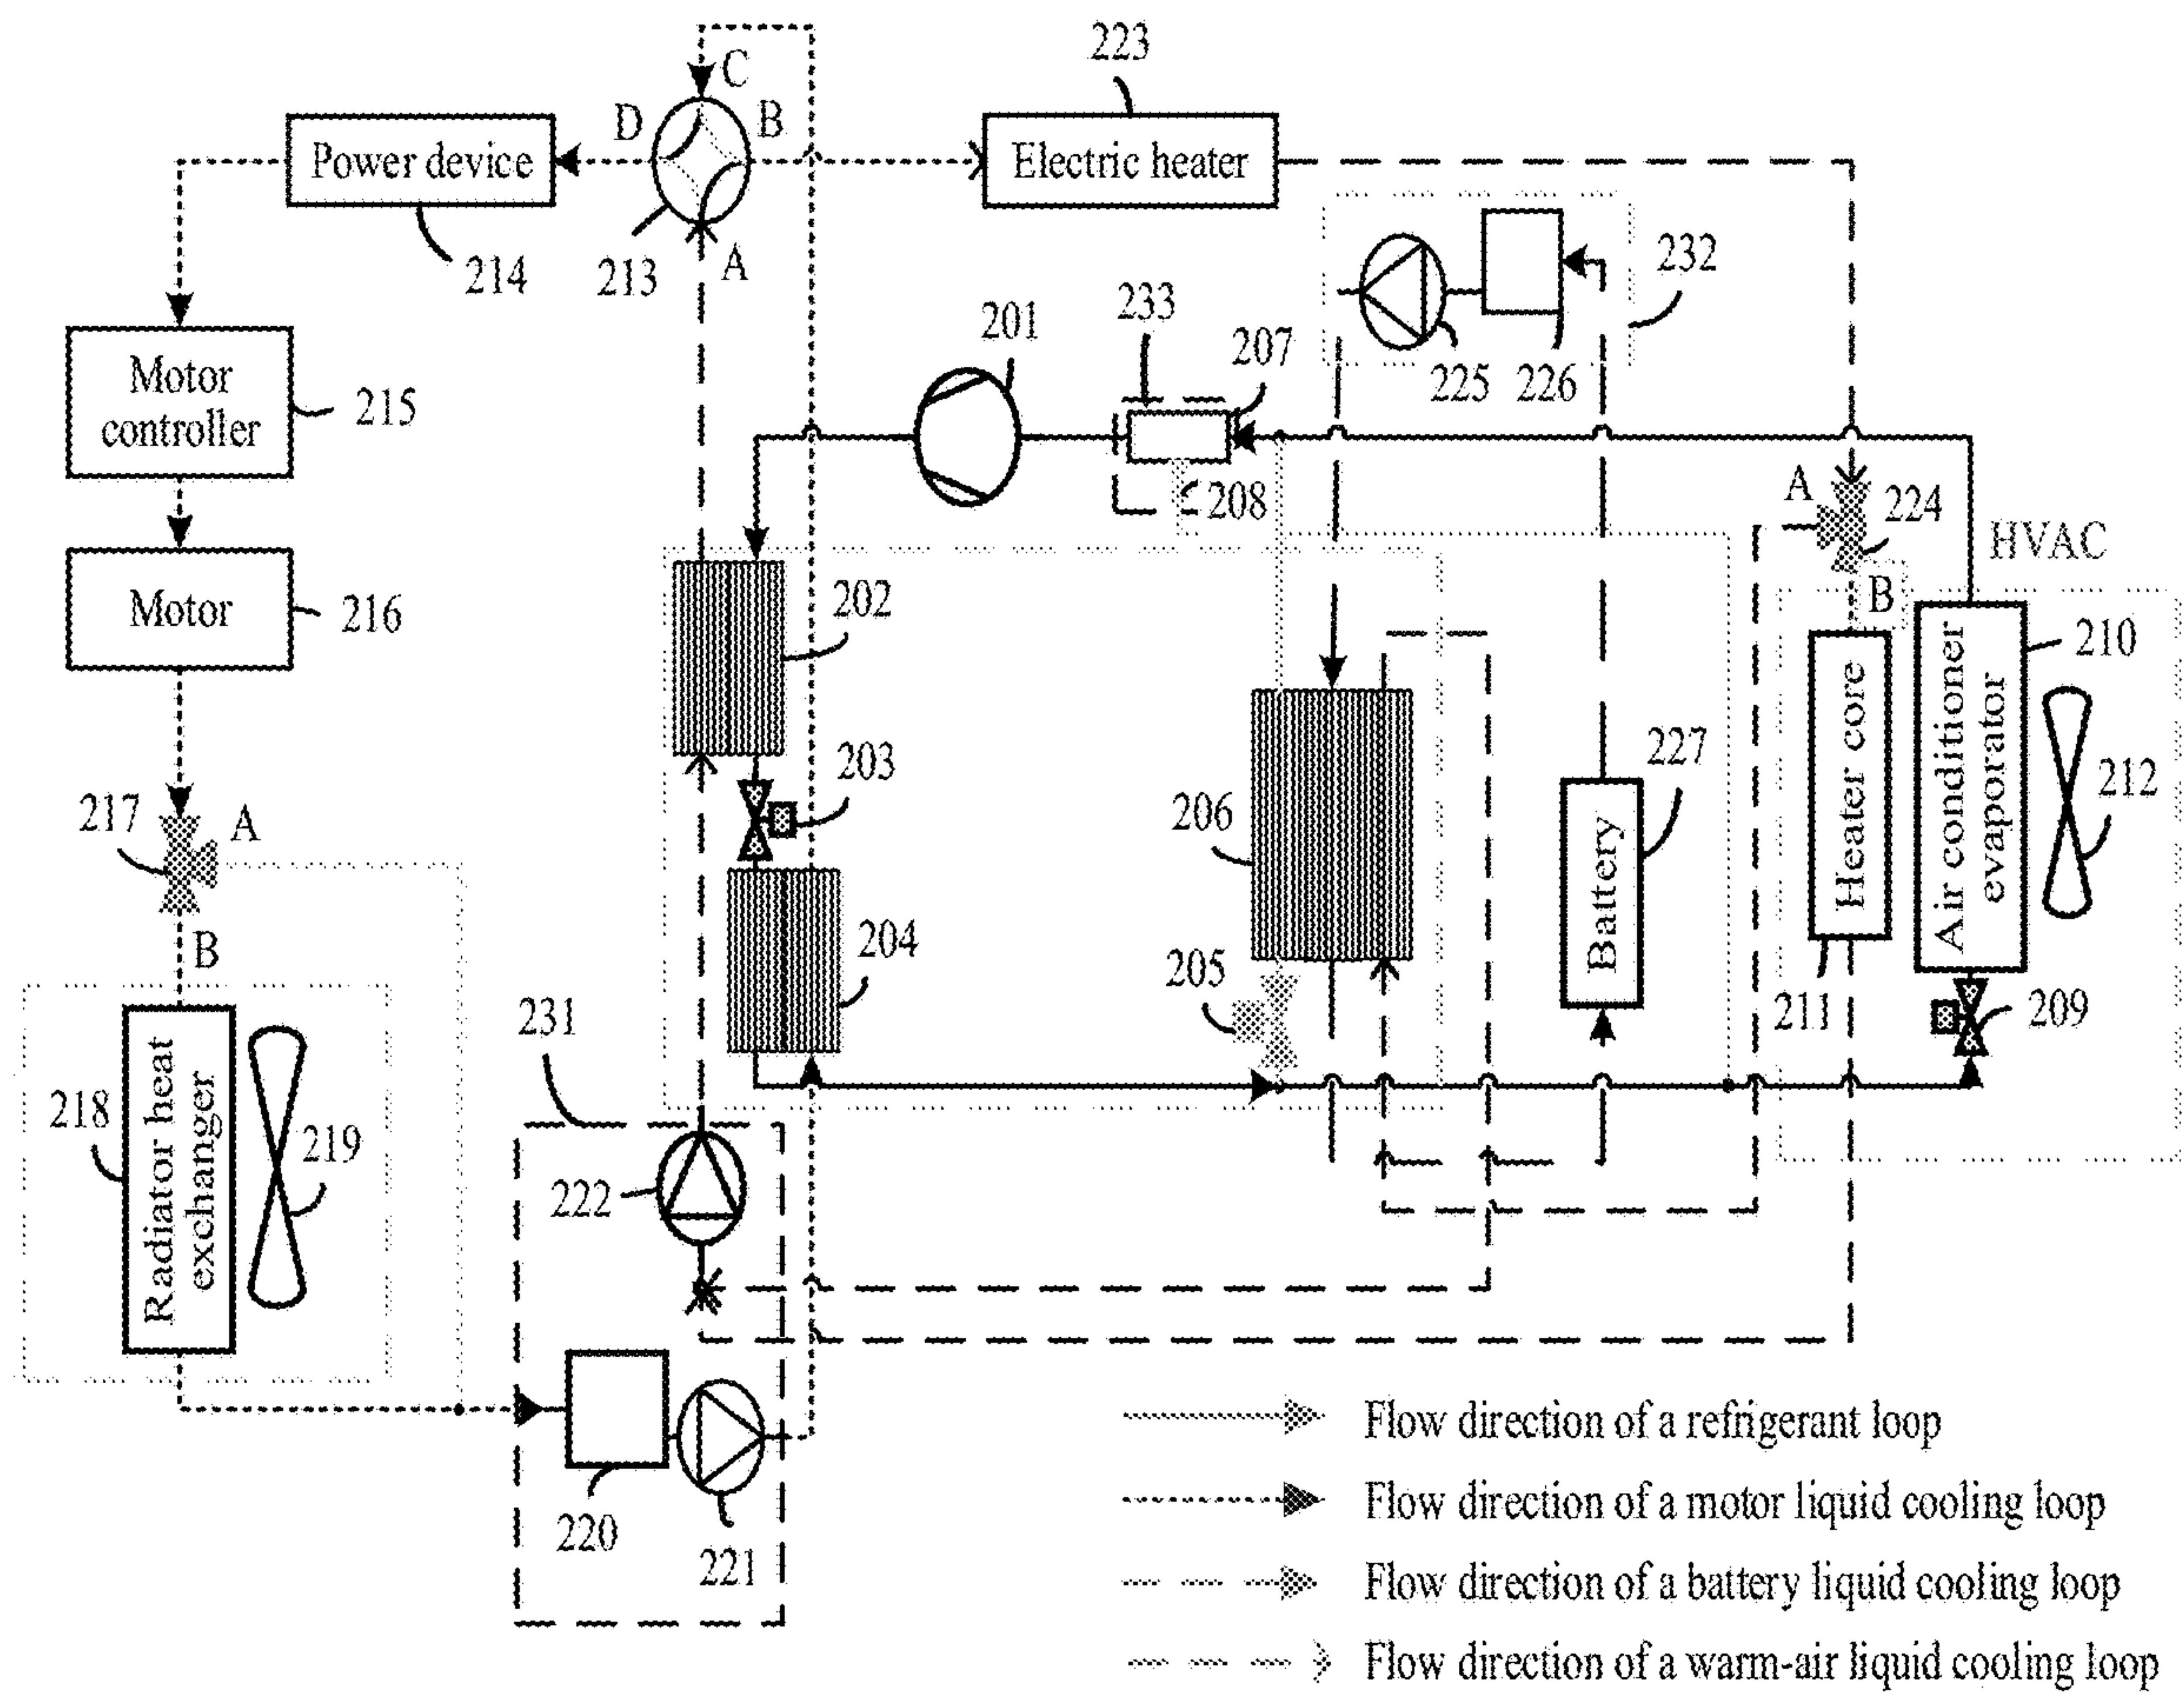 223
C
D
B
Power device
Electric heater
A
214
213
232
233
201
207
225
226
Motor
controller
215
208
A
224
HVAC
Motor
216
202
B
210
203
227
217
A
206
212
Heater core
Air conditioner
evaporator
Battery
B
204
205
211
209
231
218
Radiator heat
exchanger
219
222
220
221
Flow direction of a refrigerant loop
Flow direction of a motor liquid cooling loop
Flow direction of a battery liquid cooling loop
Flow direction of a warm-air liquid cooling loop